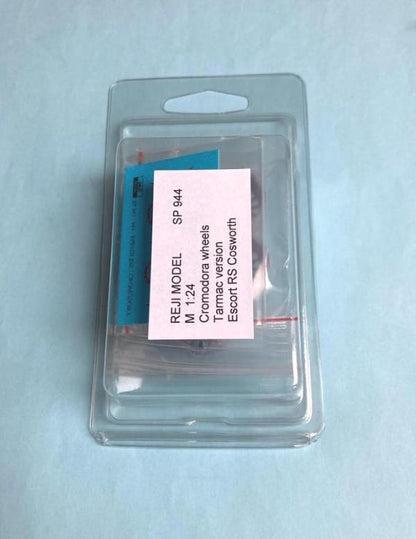 REJI MODEL SP 944
M 1:24
Cromodora wheels
Tarmac version
Escort RS Cosworth